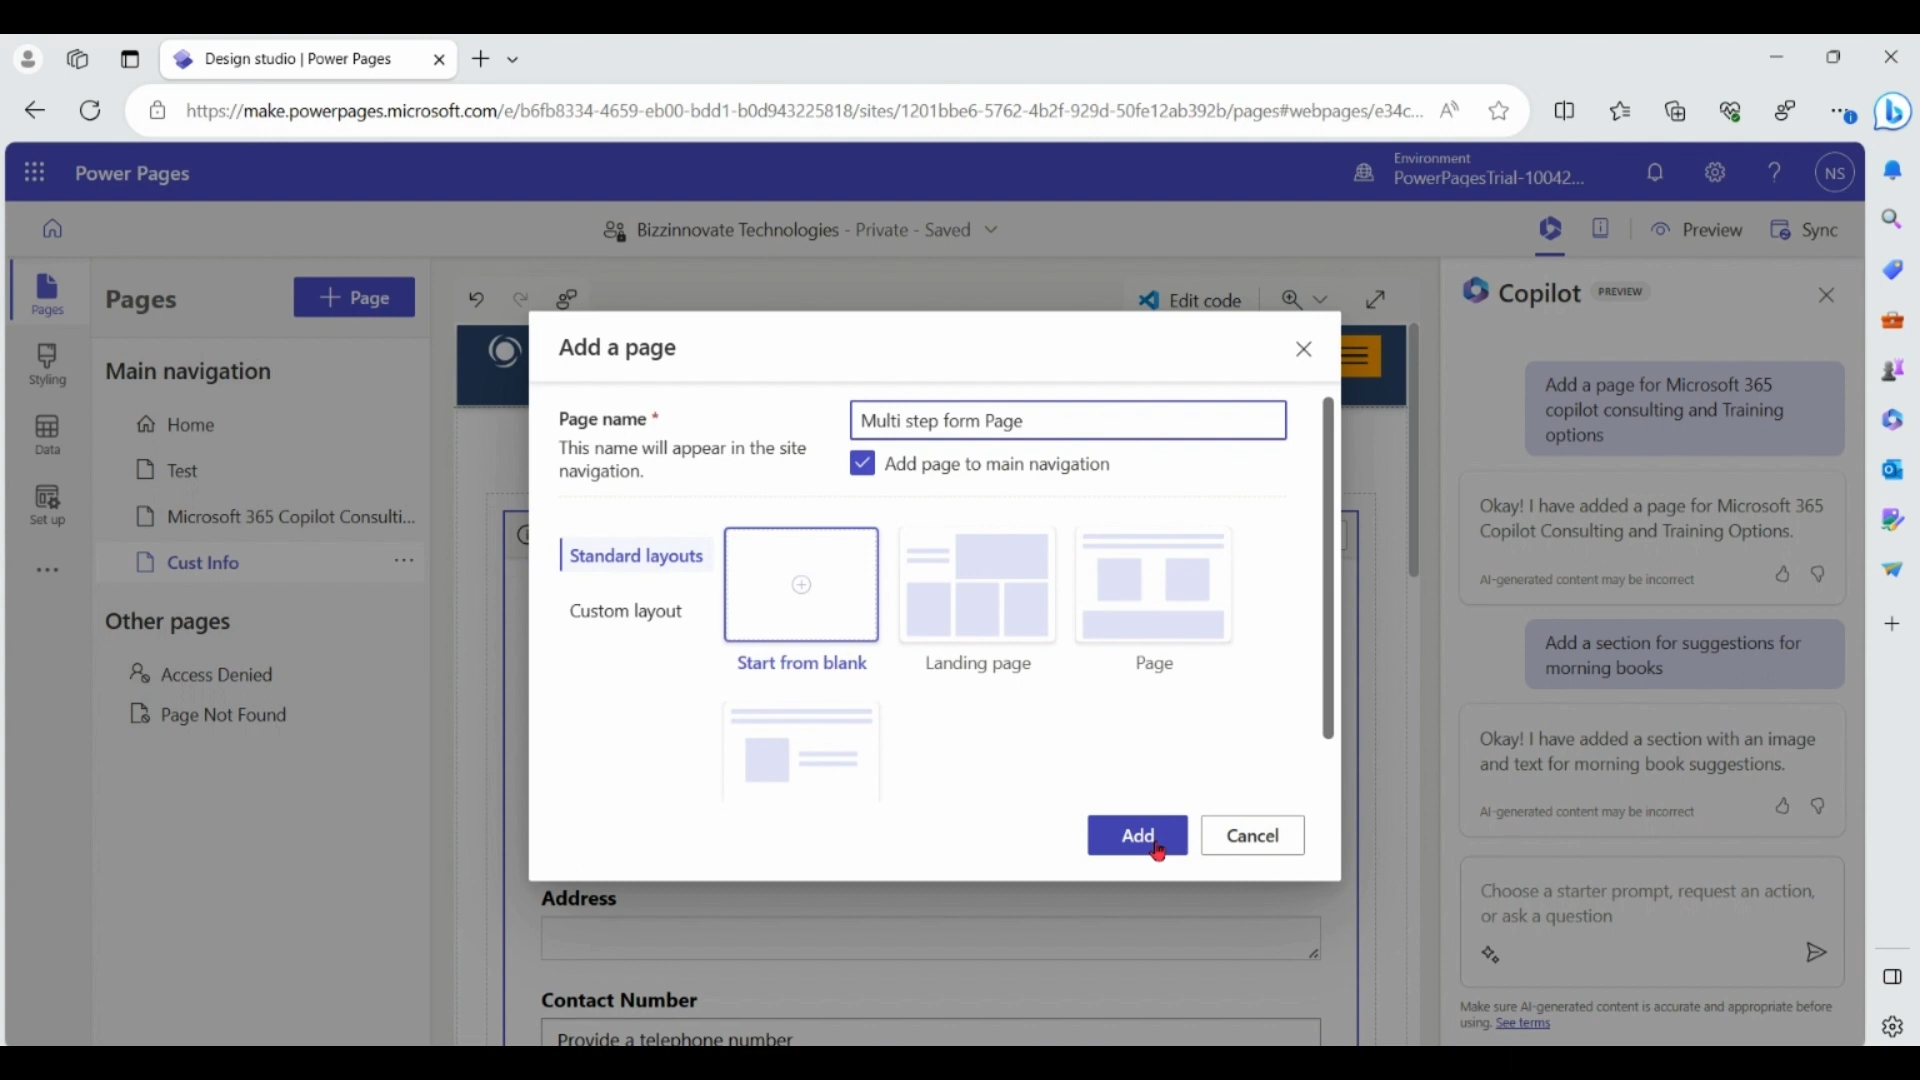 Design studio | Power Pages
https://make.powerpages.microsoft.com/e/b6fb8334-4659-eb00-bdd1-b0d943225818/sites/1201bbe6-5762-4b2f-929d-50fe12ab392b/pages#webpages/e34c...
Power Pages
Environment
PowerPagesTrial-10042...
NS
Bizzinnovate Technologies - Private - Saved
Preview
Sync
Pages
Styling
Data
Set up
Pages
Page
Main navigation
Home
Test
Microsoft 365 Copilot Consulti...
Cust Info
Other pages
Access Denied
Page Not Found
Edit code
Add a page
Page name *
This name will appear in the site
navigation.
Multi step form Page
Add page to main navigation
Standard layouts
Custom layout
Start from blank
Landing page
Page
Add
Cancel
Address
Contact Number
Provide a telephone number
Copilot
PREVIEW
Add a page for Microsoft 365
copilot consulting and Training
options
Okay! I have added a page for Microsoft 365
Copilot Consulting and Training Options.
AI-generated content may be incorrect
Add a section for suggestions for
morning books
Okay! I have added a section with an image
and text for morning book suggestions.
AI-generated content may be incorrect
Choose a starter prompt, request an action,
or ask a question
Make sure AI-generated content is accurate and appropriate before
using. See terms